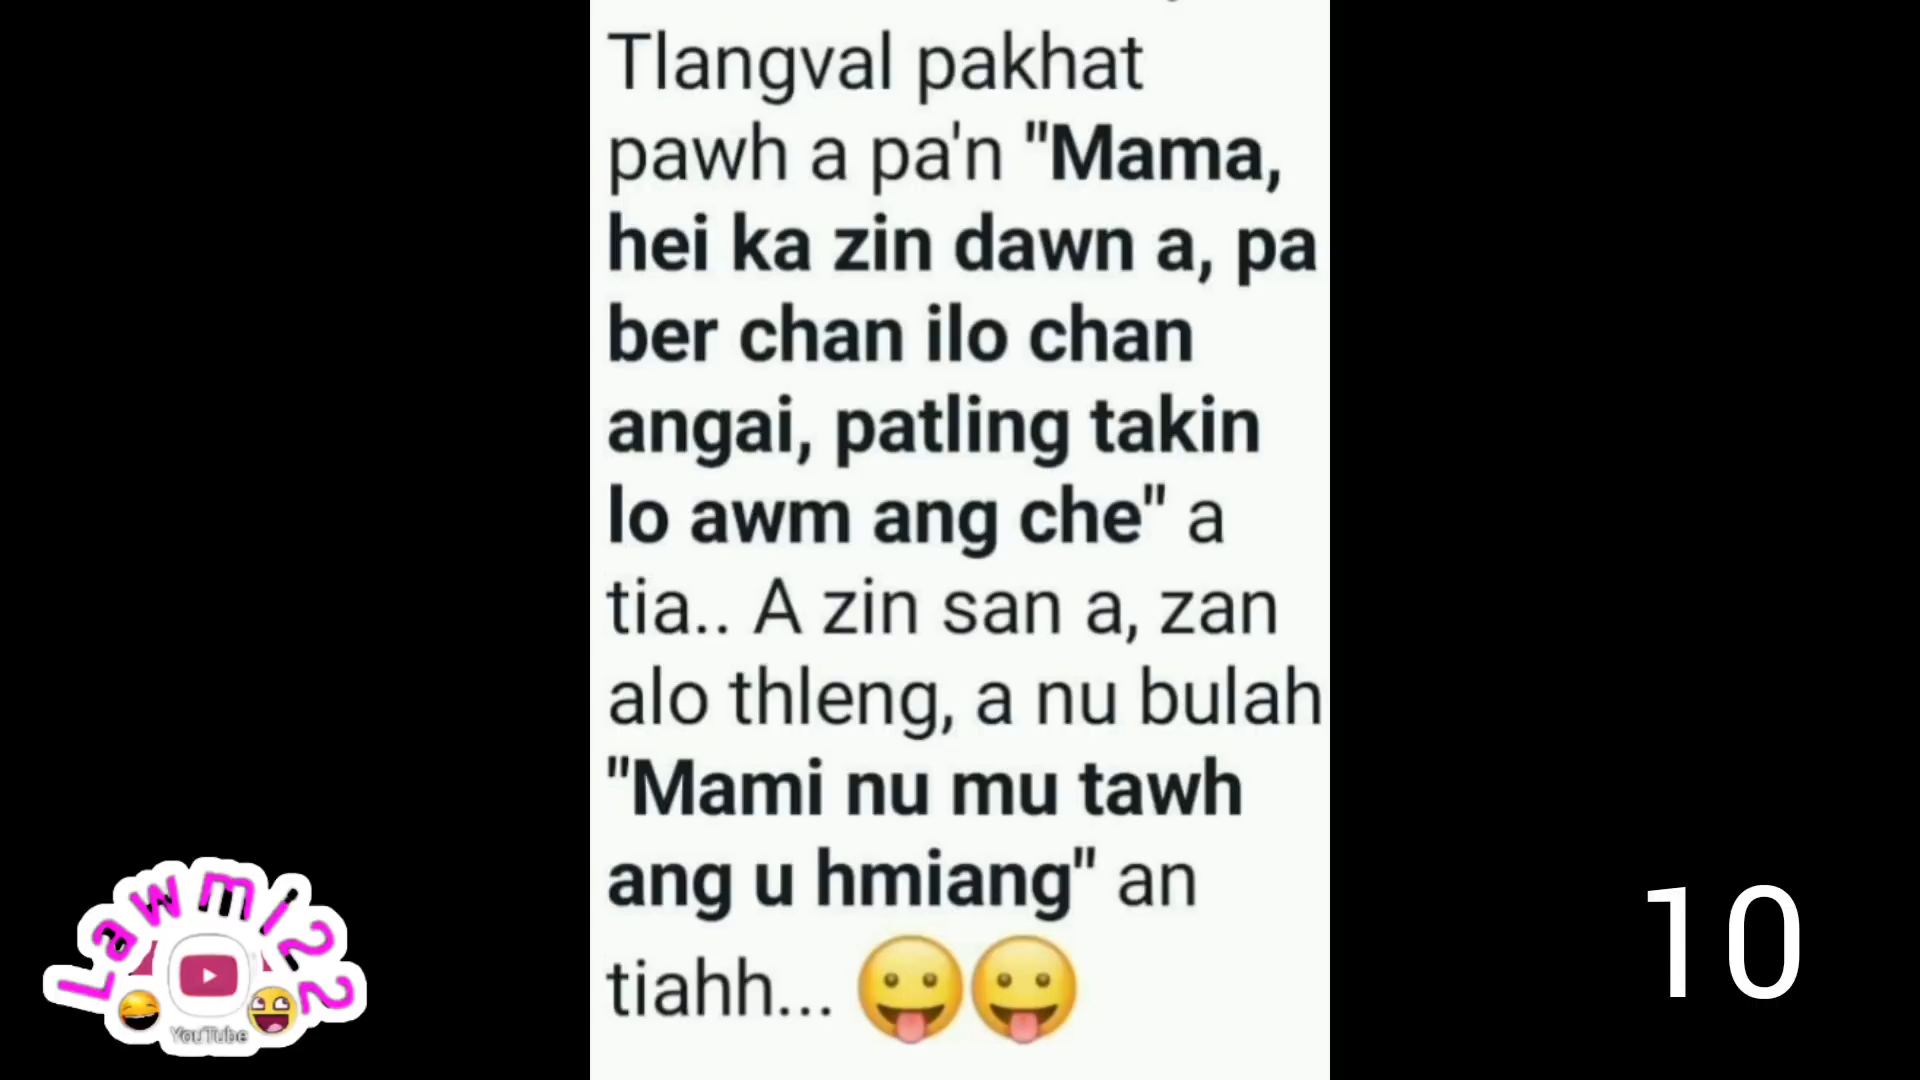 Tlangval pakhat
pawh a pa'n "Mama,
hei ka zin dawn a, pa
ber chan ilo chan
angai, patling takin
lo awm ang che" a
tia.. A zin san a, zan
alo thleng, a nu bulah
"Mami nu mu tawh
ang u hmiang" an
tiahh... 😛😛
Lawmi22
YouTube
10